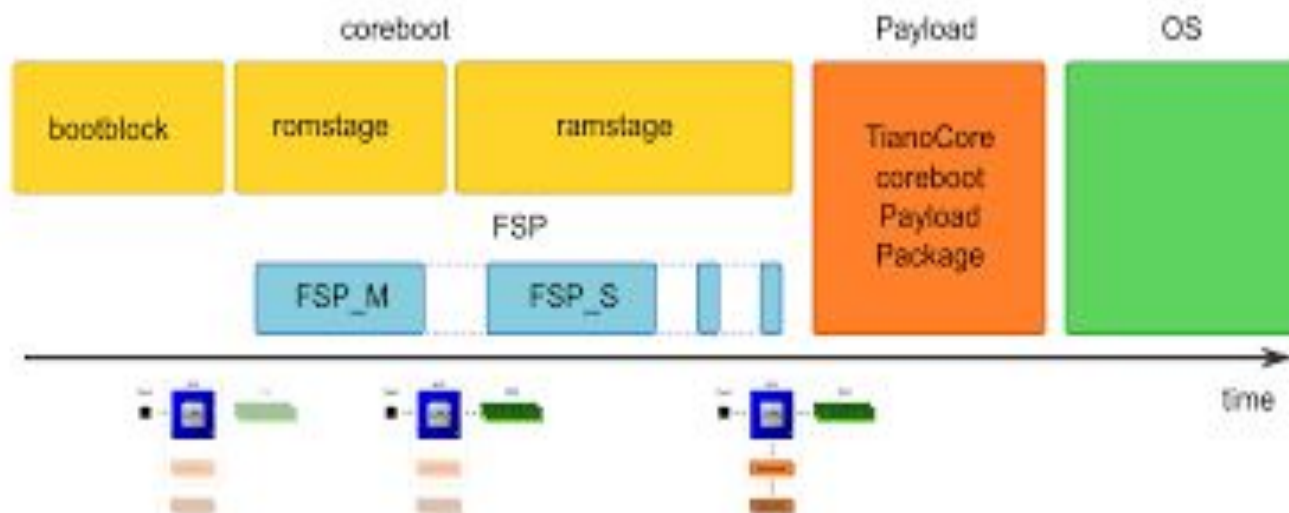 coreboot
Payload
OS
bootblock
romstage
ramstage
TianoCore
coreboot
Payload
Package
FSP
FSP_M
FSP_S
time